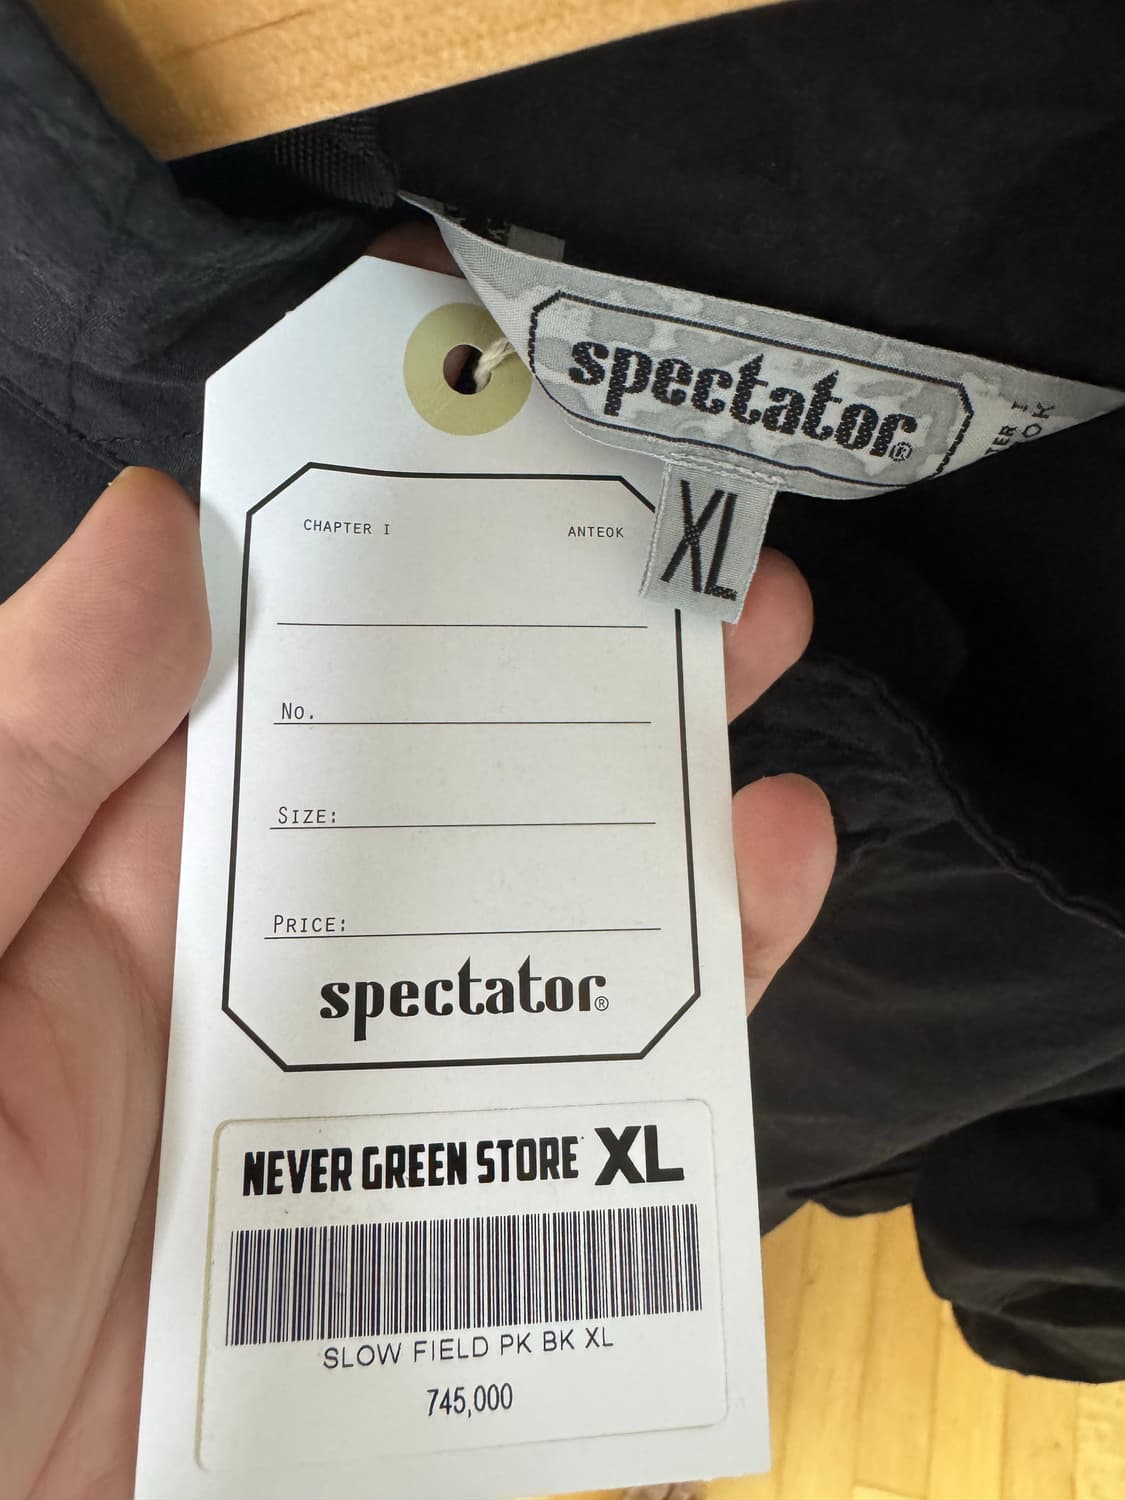 spectator®
XL
CHAPTER I
ANTEOK
No.
SIZE:
PRICE:
spectator®
NEVER GREEN STORE XL
SLOW FIELD PK BK XL
745,000